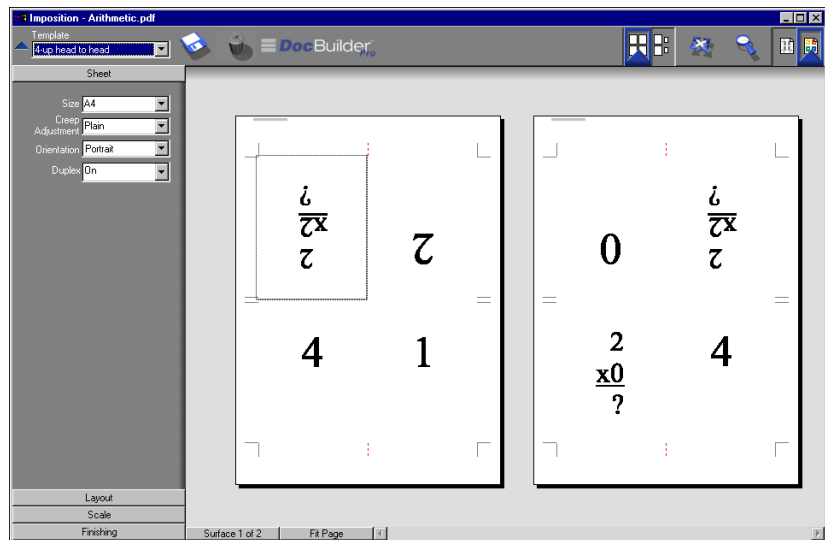 Imposition - Arithmetic.pdf
Template
4-up head to head
DocBuilder Pro
Sheet
Size A4
Creep Adjustment Plain
Orientation Portrait
Duplex On
?
x2
2
2
4
1
0
?
x2
2
2
x0
?
4
Layout
Scale
Finishing
Surface 1 of 2
Fit Page